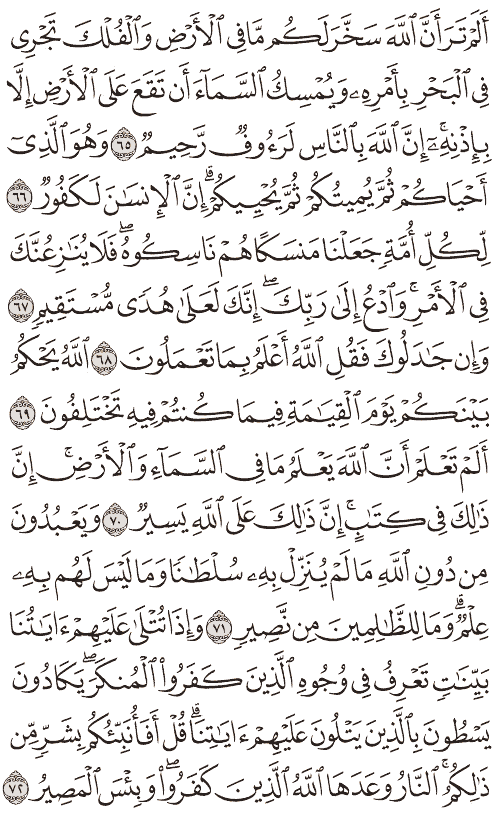 أَلَمْ تَرَ أَنَّ ٱللَّهَ سَخَّرَ لَكُم مَّا فِى ٱلْأَرْضِ وَٱلْفُلْكَ تَجْرِى
فِى ٱلْبَحْرِ بِأَمْرِهِۦ وَيُمْسِكُ ٱلسَّمَآءَ أَن تَقَعَ عَلَى ٱلْأَرْضِ إِلَّا
بِإِذْنِهِۦٓ ۚ إِنَّ ٱللَّهَ بِٱلنَّاسِ لَرَءُوفٌ رَّحِيمٌ ٦٥ وَهُوَ ٱلَّذِىٓ
أَحْيَاكُمْ ثُمَّ يُمِيتُكُمْ ثُمَّ يُحْيِيكُمْ ۗ إِنَّ ٱلْإِنسَٰنَ لَكَفُورٌ ٦٦
لِّكُلِّ أُمَّةٍ جَعَلْنَا مَنسَكًا هُمْ نَاسِكُوهُ ۖ فَلَا يُنَٰزِعُنَّكَ
فِى ٱلْأَمْرِ ۚ وَٱدْعُ إِلَىٰ رَبِّكَ ۖ إِنَّكَ لَعَلَىٰ هُدًى مُّسْتَقِيمٍ ٦٧
وَإِن جَٰدَلُوكَ فَقُلِ ٱللَّهُ أَعْلَمُ بِمَا تَعْمَلُونَ ٦٨ ٱللَّهُ يَحْكُمُ
بَيْنَكُمْ يَوْمَ ٱلْقِيَٰمَةِ فِيمَا كُنتُمْ فِيهِ تَخْتَلِفُونَ ٦٩
أَلَمْ تَعْلَمْ أَنَّ ٱللَّهَ يَعْلَمُ مَا فِى ٱلسَّمَآءِ وَٱلْأَرْضِ ۗ إِنَّ
ذَٰلِكَ فِى كِتَٰبٍ ۚ إِنَّ ذَٰلِكَ عَلَى ٱللَّهِ يَسِيرٌ ٧٠ وَيَعْبُدُونَ
مِن دُونِ ٱللَّهِ مَا لَمْ يُنَزِّلْ بِهِۦ سُلْطَٰنًا وَمَا لَيْسَ لَهُم بِهِۦ
عِلْمٌ ۗ وَمَا لِلظَّٰلِمِينَ مِن نَّصِيرٍ ٧١ وَإِذَا تُتْلَىٰ عَلَيْهِمْ ءَايَٰتُنَا
بَيِّنَٰتٍ تَعْرِفُ فِى وُجُوهِ ٱلَّذِينَ كَفَرُوا۟ ٱلْمُنكَرَ ۖ يَكَادُونَ
يَسْطُونَ بِٱلَّذِينَ يَتْلُونَ عَلَيْهِمْ ءَايَٰتِنَا ۗ قُلْ أَفَأُنَبِّئُكُم بِشَرٍّ مِّن
ذَٰلِكُمُ ۗ ٱلنَّارُ وَعَدَهَا ٱللَّهُ ٱلَّذِينَ كَفَرُوا۟ ۖ وَبِئْسَ ٱلْمَصِيرُ ٧٢